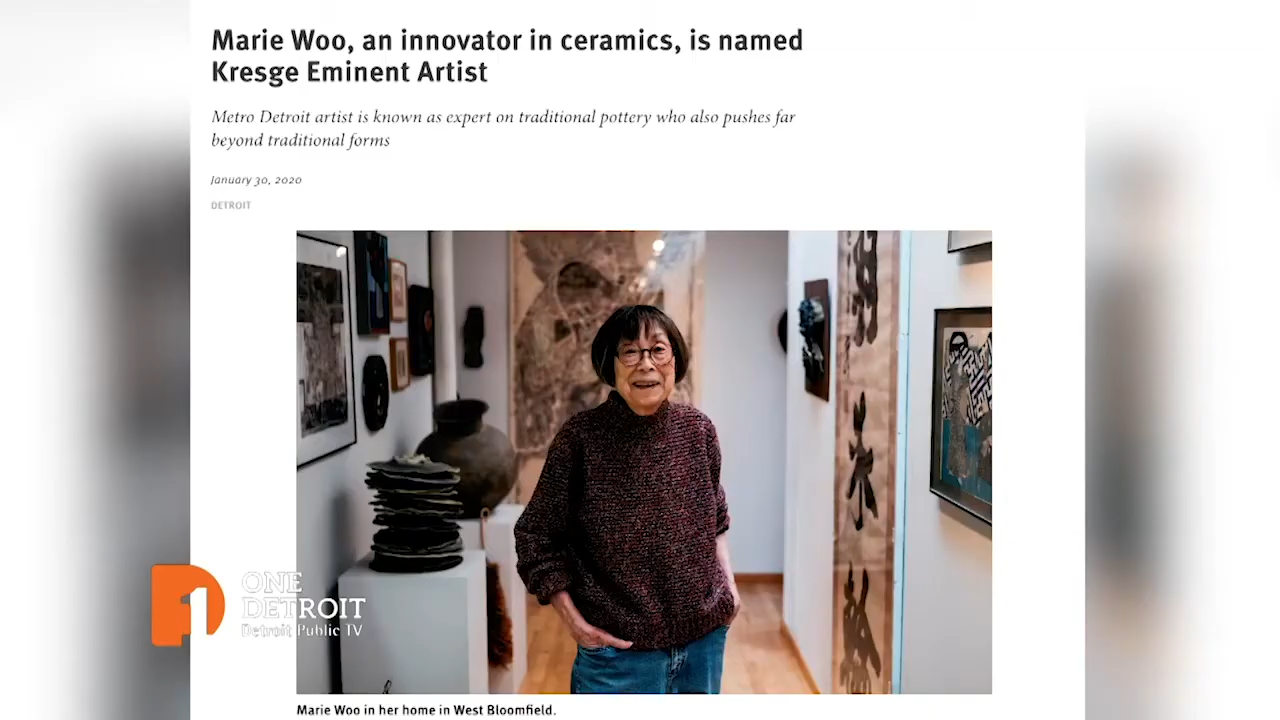 Marie Woo, an innovator in ceramics, is named
Kresge Eminent Artist
Metro Detroit artist is known as expert on traditional pottery who also pushes far
beyond traditional forms
January 30, 2020
DETROIT
1
ONE
DETROIT
Detroit Public TV
Marie Woo in her home in West Bloomfield.